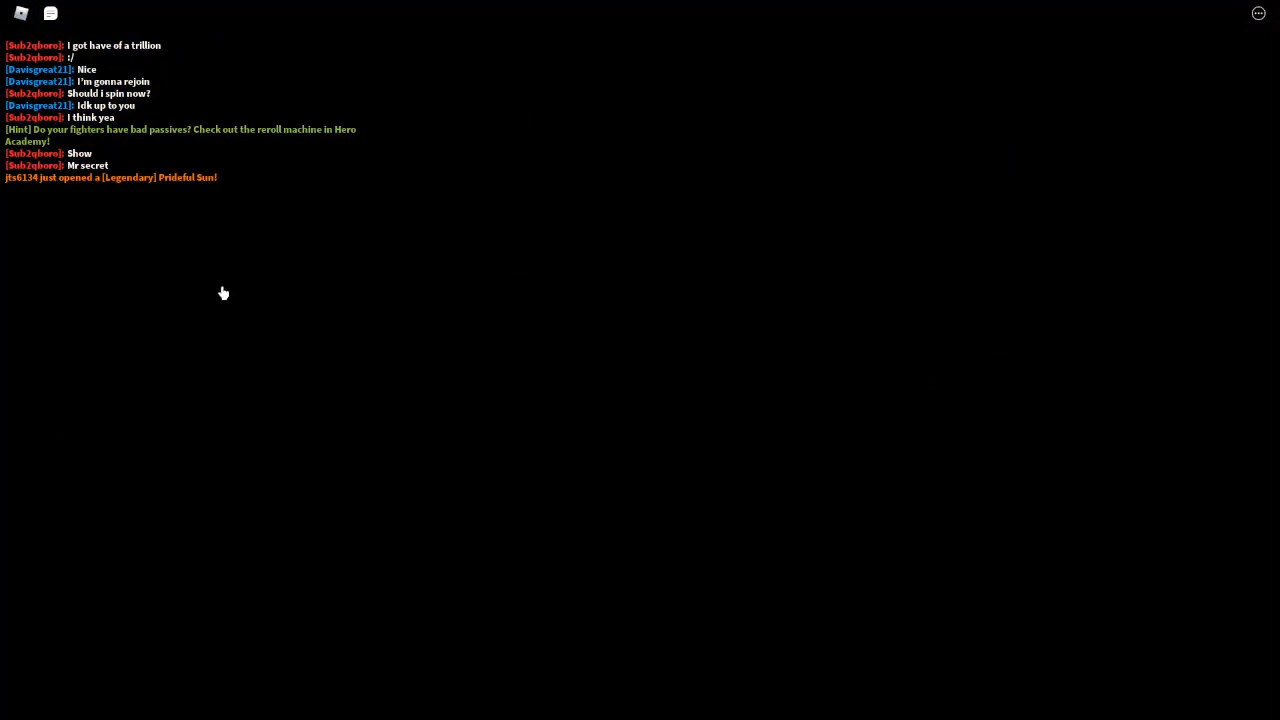 [Sub2qboro]: I got have of a trillion
[Sub2qboro]: :/
[Davisgreat21]: Nice
[Davisgreat21]: I'm gonna rejoin
[Sub2qboro]: Should i spin now?
[Davisgreat21]: Idk up to you
[Sub2qboro]: I think yea
[Hint] Do your fighters have bad passives? Check out the reroll machine in Hero
Academy!
[Sub2qboro]: Show
[Sub2qboro]: Mr secret
jts6134 just opened a [Legendary] Prideful Sun!